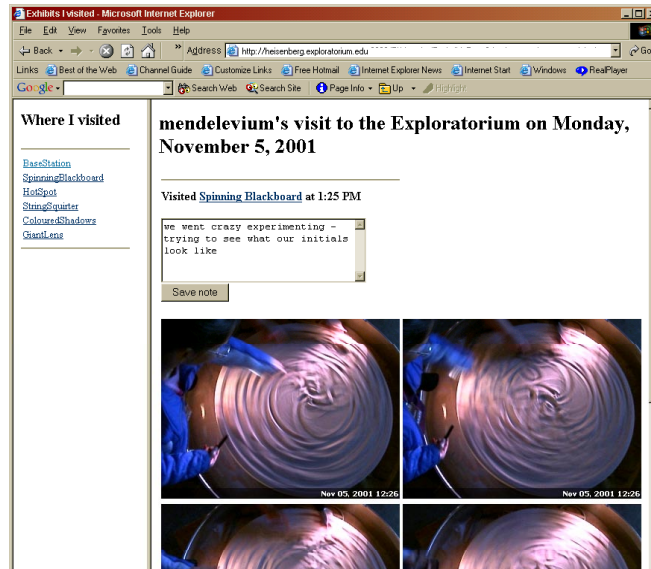 Exhibits I visited - Microsoft Internet Explorer
File Edit View Favorites Tools Help
Back » Address http://heisenberg.exploratorium.edu Go
Links Best of the Web Channel Guide Customize Links Free Hotmail Internet Explorer News Internet Start Windows RealPlayer
Google Search Web Search Site Page Info Up Highlight
Where I visited
BaseStation
SpinningBlackboard
HotSpot
StringSquirter
ColouredShadows
GiantLens
mendelevium's visit to the Exploratorium on Monday,
November 5, 2001
Visited Spinning Blackboard at 1:25 PM
we went crazy experimenting -
trying to see what our initials
look like
Save note
Nov 05, 2001 12:26
Nov 05, 2001 12:26